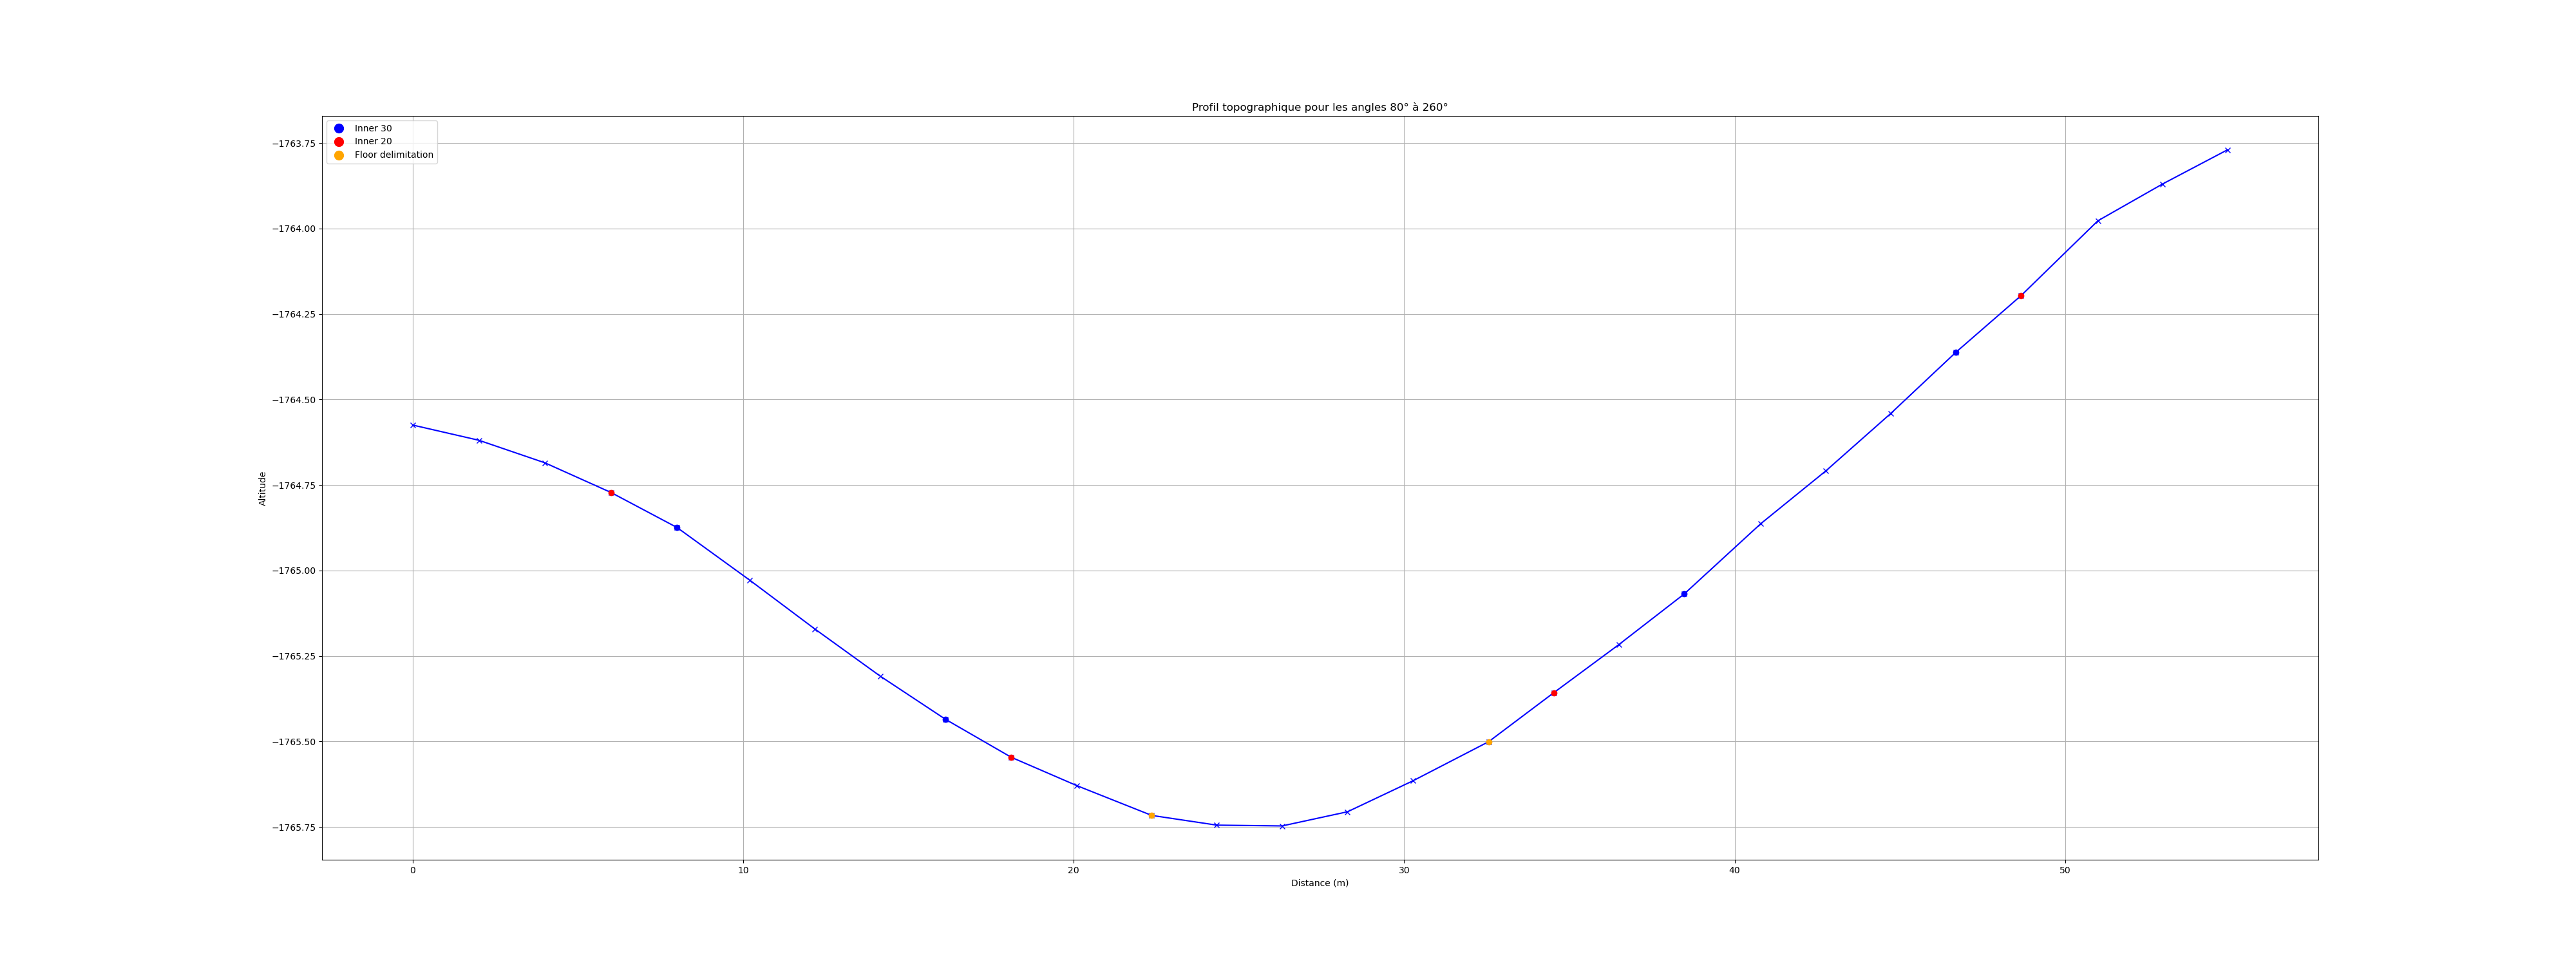 Profil topographique pour les angles 80° à 260°
Inner 30
Inner 20
Floor delimitation
−1763.75
−1764.00
−1764.25
−1764.50
−1764.75
−1765.00
−1765.25
−1765.50
−1765.75
Altitude
0 10 20 30 40 50
Distance (m)